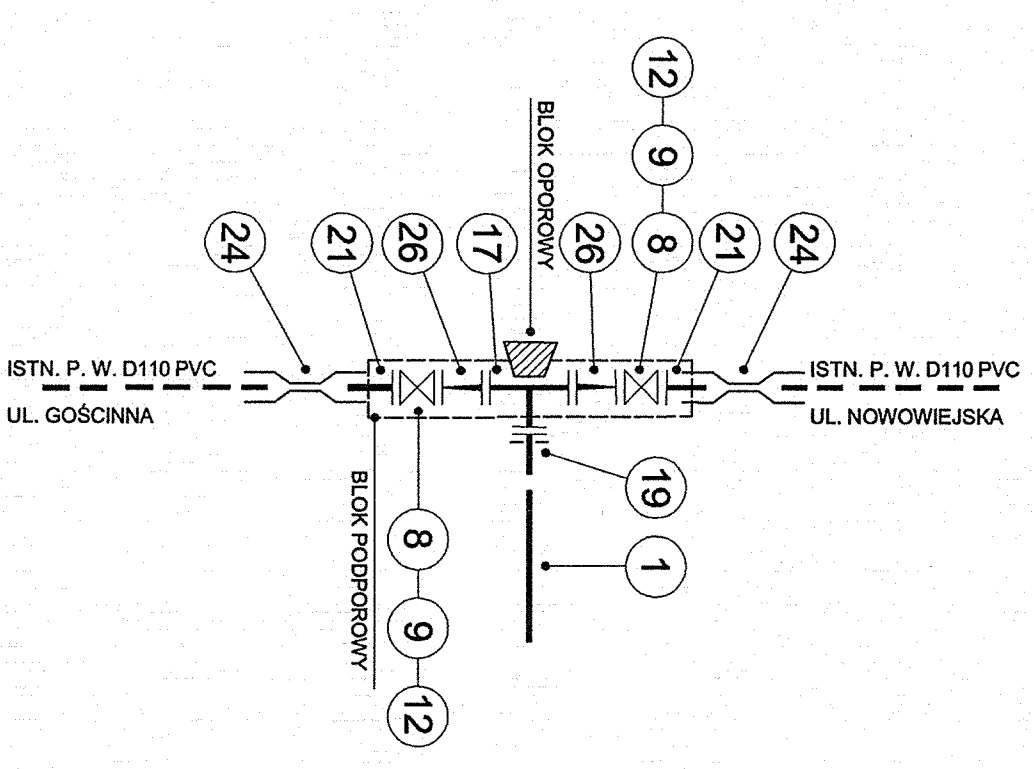 12
9
8
BLOK OPOROWY
24
21
26
17
26
21
24
ISTN. P. W. D110 PVC
UL. GOŚCINNA
ISTN. P. W. D110 PVC
UL. NOWOWIEJSKA
19
1
BLOK PODPOROWY
8
9
12